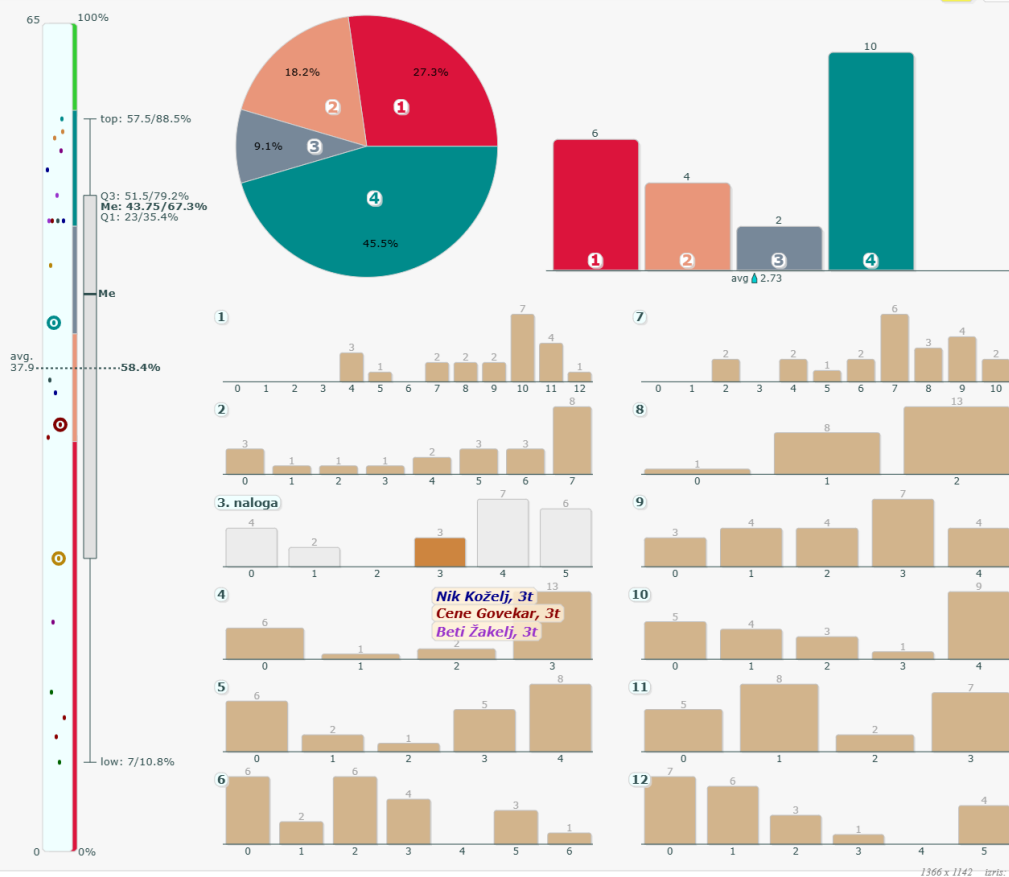 65
100%
top: 57.5/88.5%
Q3: 51.5/79.2%
Me: 43.75/67.3%
Q1: 23/35.4%
Me
avg.
37.9
58.4%
low: 7/10.8%
0
0%
18.2%
27.3%
2
1
9.1%
3
4
45.5%
10
6
4
2
1
2
3
4
avg 2.73
1
3 1 2 2 2 7 4 1
0 1 2 3 4 5 6 7 8 9 10 11 12
2
3 1 1 1 2 3 3 8
0 1 2 3 4 5 6 7
3. naloga
4 2 3 7 6
0 1 2 3 4 5
4
6 1 2 13
Nik Koželj, 3t
Cene Govekar, 3t
Beti Žakelj, 3t
0 1 2 3
5
6 2 1 5 8
0 1 2 3 4
6
6 2 6 4 3 1
0 1 2 3 4 5 6
7
2 2 1 2 6 3 4 2
0 1 2 3 4 5 6 7 8 9 10
8
1 8 13
0 1 2
9
3 4 4 7 4
0 1 2 3 4
10
5 4 3 1 9
0 1 2 3 4
11
5 8 2 7
0 1 2 3
12
7 6 3 1 4
0 1 2 3 4 5
1366 x 1142 izris: